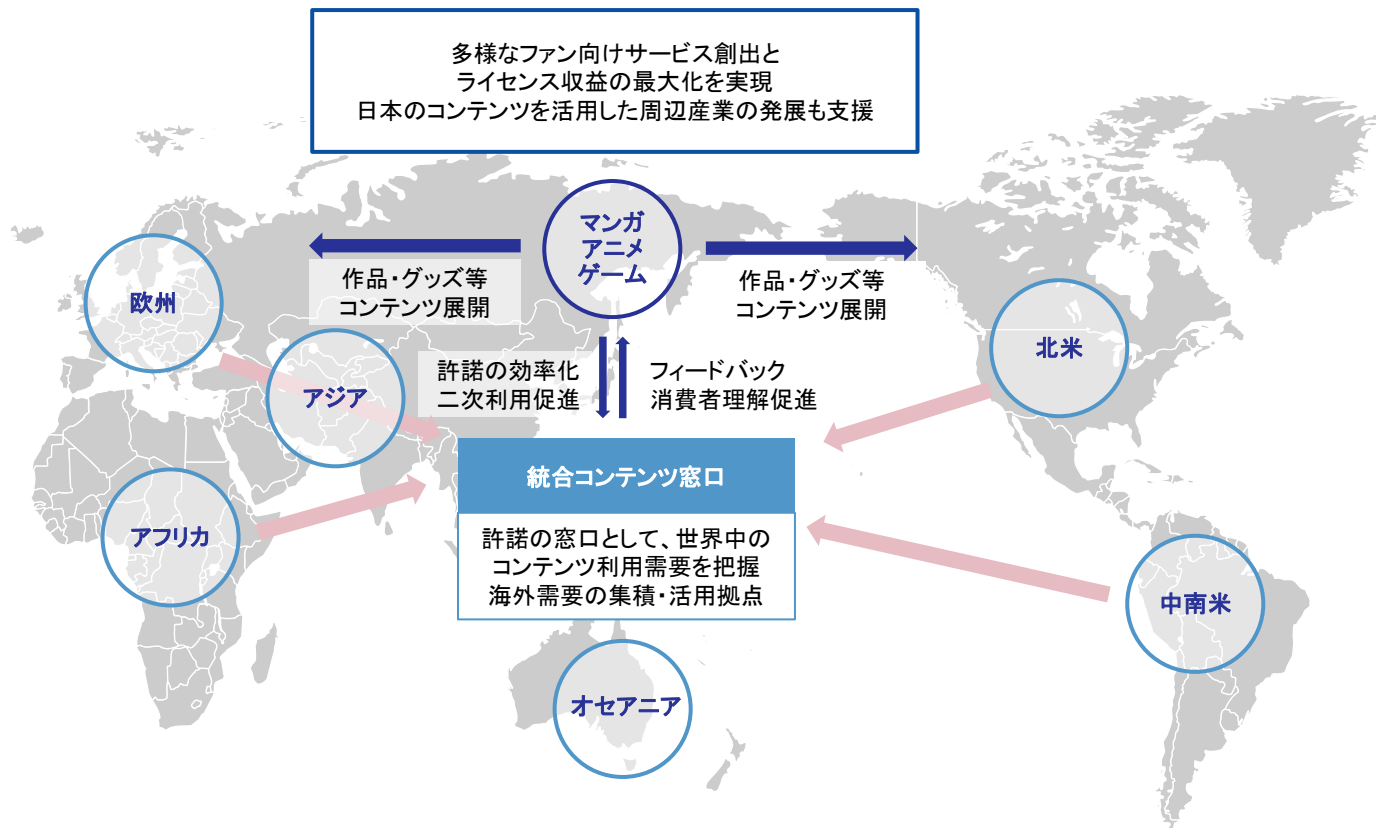 多様なファン向けサービス創出と
ライセンス収益の最大化を実現
日本のコンテンツを活用した周辺産業の発展も支援
マンガ
アニメ
ゲーム
作品・グッズ等
コンテンツ展開
作品・グッズ等
コンテンツ展開
欧州
北米
アジア
許諾の効率化
二次利用促進
フィードバック
消費者理解促進
統合コンテンツ窓口
許諾の窓口として、世界中の
コンテンツ利用需要を把握
海外需要の集積・活用拠点
アフリカ
中南米
オセアニア